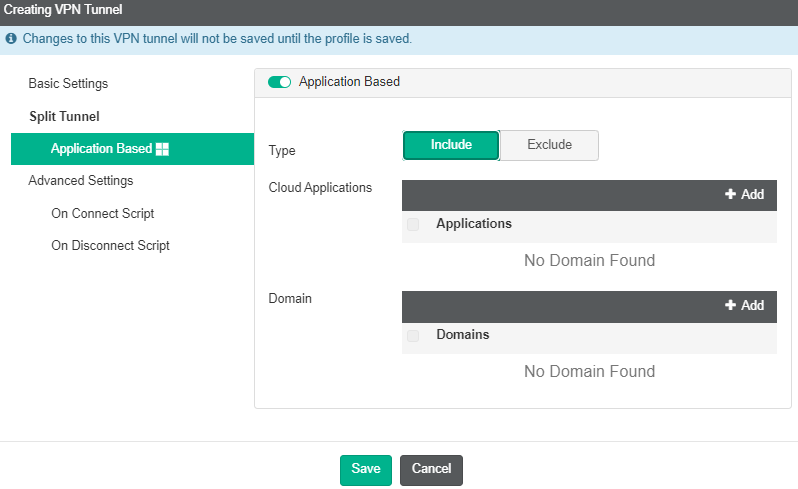 Creating VPN Tunnel
Changes to this VPN tunnel will not be saved until the profile is saved.
Basic Settings
Split Tunnel
Application Based
Advanced Settings
On Connect Script
On Disconnect Script
Application Based
Type
Include
Exclude
Cloud Applications
Add
Applications
No Domain Found
Domain
Add
Domains
No Domain Found
Save
Cancel